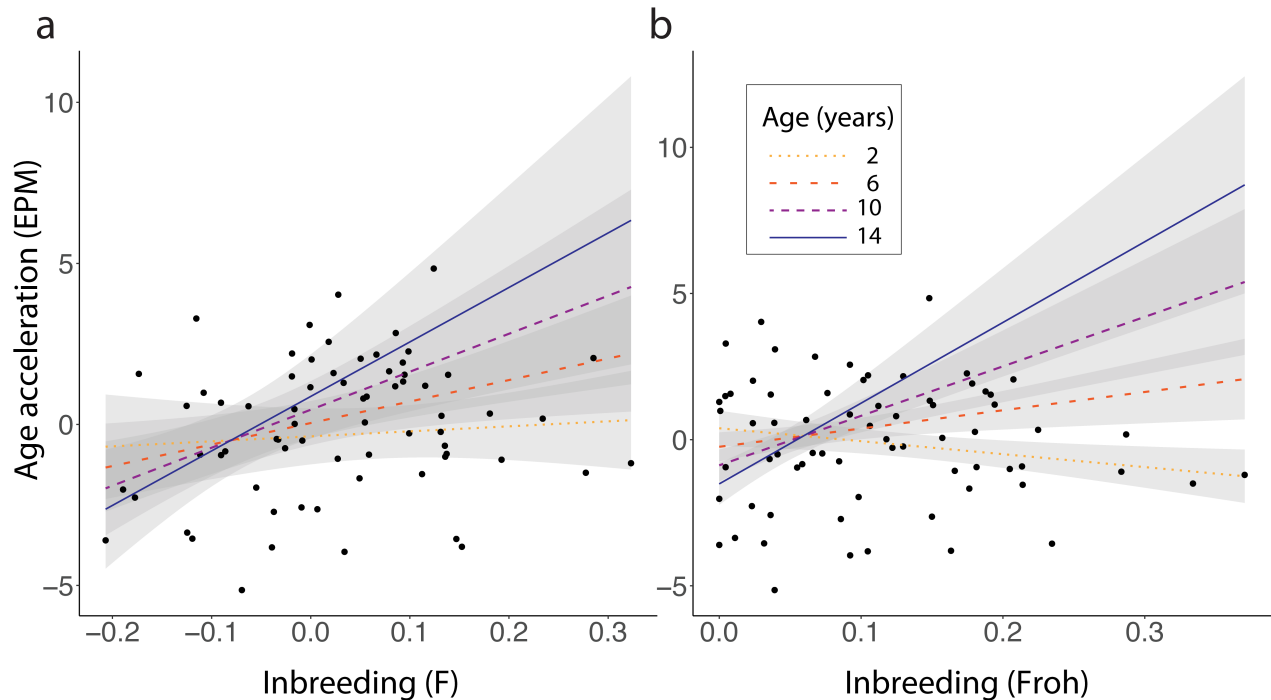 a
b
Age acceleration (EPM)
10
5
0
−5
−0.2 −0.1 0.0 0.1 0.2 0.3
Inbreeding (F)
10
5
0
−5
0.0 0.1 0.2 0.3
Inbreeding (Froh)
Age (years)
2
6
10
14